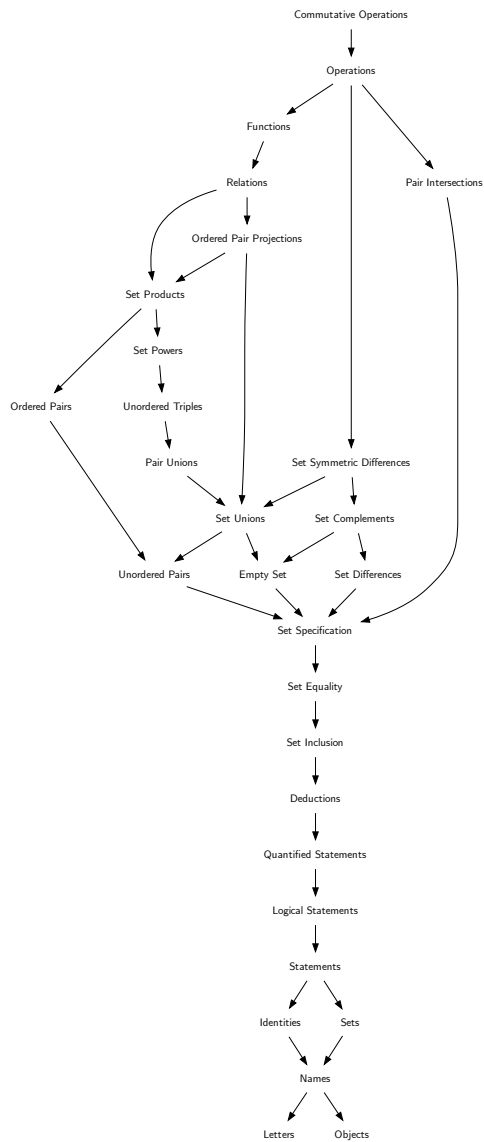 Commutative Operations
Operations
Functions
Relations
Pair Intersections
Ordered Pair Projections
Set Products
Set Powers
Ordered Pairs
Unordered Triples
Pair Unions
Set Symmetric Differences
Set Unions
Set Complements
Unordered Pairs
Empty Set
Set Differences
Set Specification
Set Equality
Set Inclusion
Deductions
Quantified Statements
Logical Statements
Statements
Identities
Sets
Names
Letters
Objects